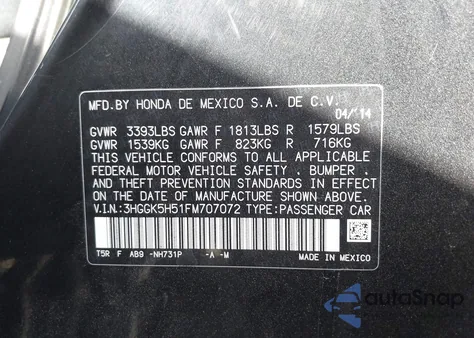 MFD.BY HONDA DE MEXICO S.A. DE C.V.
04/14
GVWR 3393LBS GAWR F 1813LBS R 1579LBS
GVWR 1539KG GAWR F 823KG R 716KG
THIS VEHICLE CONFORMS TO ALL APPLICABLE
FEDERAL MOTOR VEHICLE SAFETY , BUMPER ,
AND THEFT PREVENTION STANDARDS IN EFFECT
ON THE DATE OF MANUFACTURE SHOWN ABOVE.
V.I.N.:3HGGK5H51FM707072 TYPE:PASSENGER CAR
T5R F AB9 -NH731P -A -M MADE IN MEXICO
autoSnap